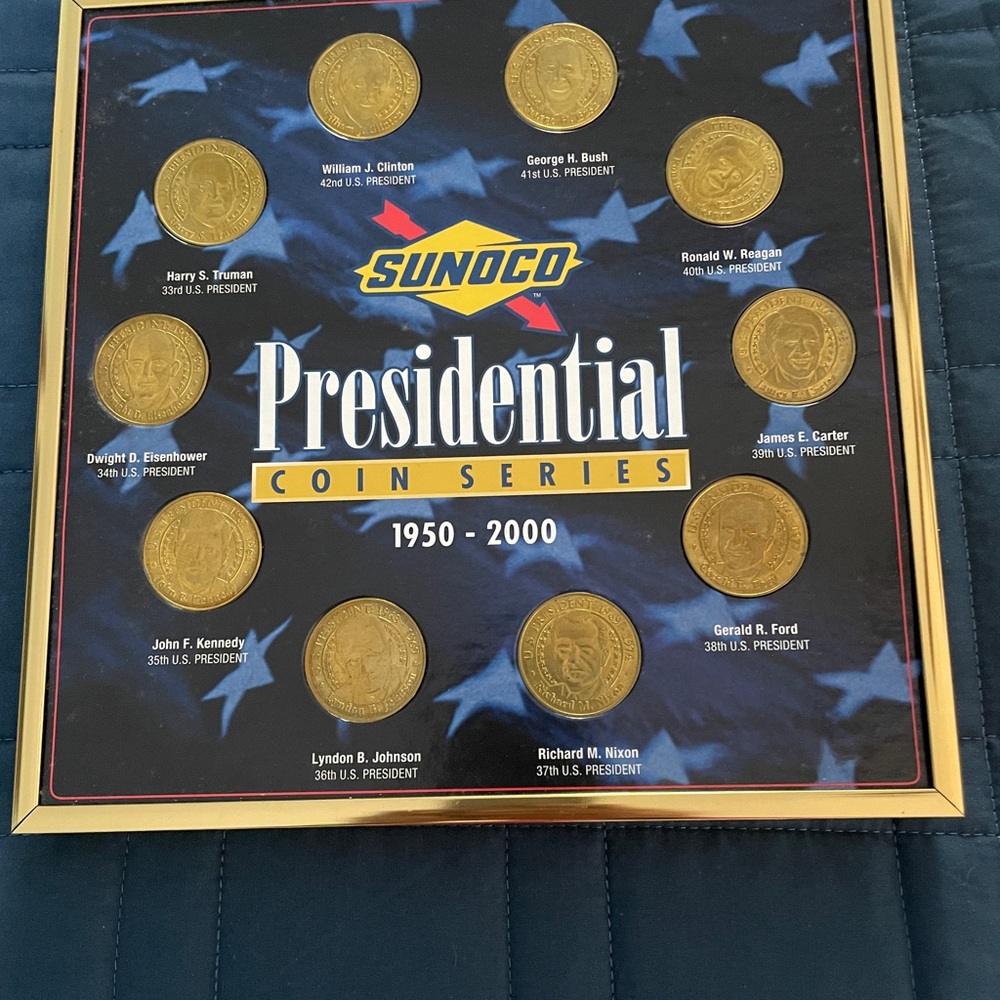 William J. Clinton
42nd U.S. PRESIDENT
George H. Bush
41st U.S. PRESIDENT
Harry S. Truman
33rd U.S. PRESIDENT
Ronald W. Reagan
40th U.S. PRESIDENT
SUNOCO
TM
Presidential
COIN SERIES
1950 - 2000
Dwight D. Eisenhower
34th U.S. PRESIDENT
James E. Carter
39th U.S. PRESIDENT
John F. Kennedy
35th U.S. PRESIDENT
Gerald R. Ford
38th U.S. PRESIDENT
Lyndon B. Johnson
36th U.S. PRESIDENT
Richard M. Nixon
37th U.S. PRESIDENT